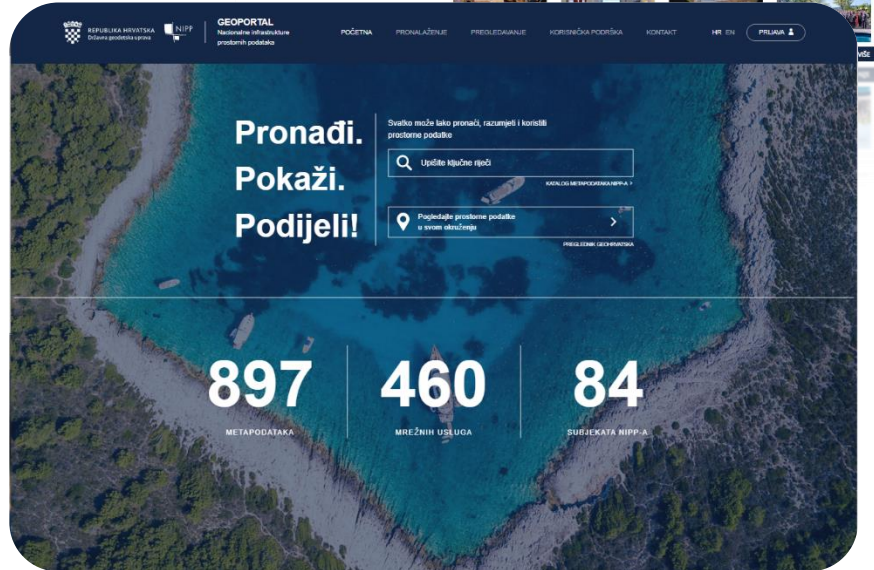 REPUBLIKA HRVATSKA
Državna geodetska uprava
NIPP
GEOPORTAL
Nacionalne infrastrukture
prostornih podataka
POČETNA
PRONALAŽENJE
PREGLEDAVANJE
KORISNIČKA PODRŠKA
KONTAKT
HR EN
PRIJAVA
VIŠE
Pronađi.
Pokaži.
Podijeli!
Svatko može lako pronaći, razumjeti i koristiti
prostorne podatke
Upišite ključne riječi
KATALOG METAPODATAKA NIPP-A >
Pogledajte prostorne podatke
u svom okruženju
PREGLEDNIK GEOHRVATSKA
897
METAPODATAKA
460
MREŽNIH USLUGA
84
SUBJEKATA NIPP-A